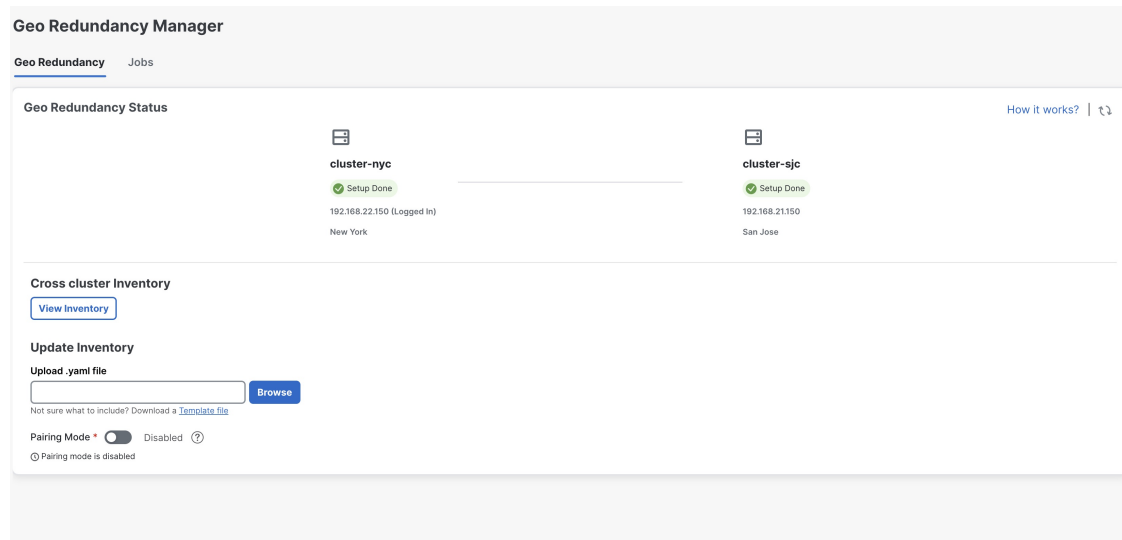 Geo Redundancy Manager
Geo Redundancy Jobs
Geo Redundancy Status
How it works?
cluster-nyc
Setup Done
192.168.22.150 (Logged In)
New York
cluster-sjc
Setup Done
192.168.21.150
San Jose
Cross cluster Inventory
View Inventory
Update Inventory
Upload .yaml file
Browse
Not sure what to include? Download a Template file
Pairing Mode * Disabled ?
Pairing mode is disabled